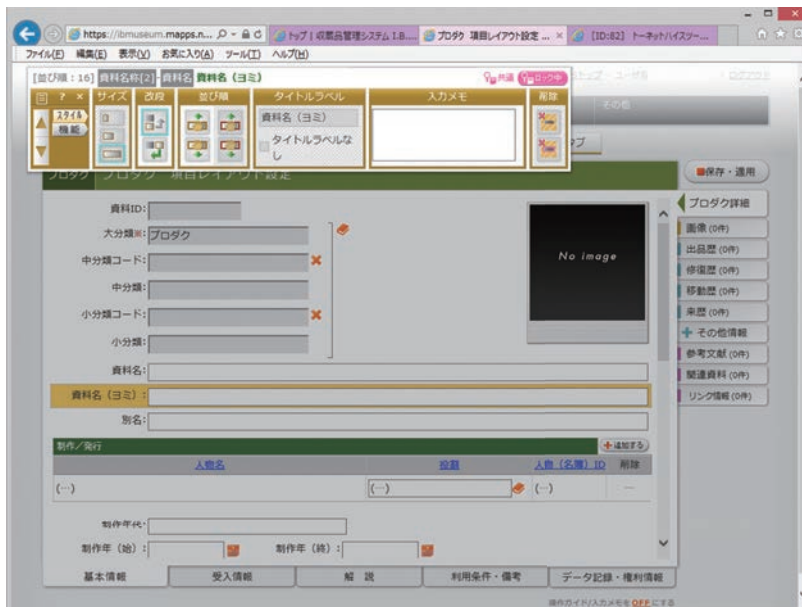 https://ibmuseum.mapps.n...
トップ | 収蔵品管理システム I.B....
プロダク 項目レイアウト設定 ...
[ID:82] トーネットハイスツー...
ファイル(F) 編集(E) 表示(V) お気に入り(A) ツール(T) ヘルプ(H)
[並び順：16] 資料名称[2]-資料名 資料名（ヨミ）
共通 ロック中
? ×
サイズ 改段 並び順 タイトルラベル 入力メモ 削除
スタイル
機能
資料名（ヨミ）
タイトルラベルなし
その他
プロダク プロダク 項目レイアウト設定
保存・適用
資料ID:
大分類※: プロダク
中分類コード:
中分類:
小分類コード:
小分類:
No image
資料名:
資料名（ヨミ）:
別名:
プロダク詳細
画像 (0件)
出品歴 (0件)
修復歴 (0件)
移動歴 (0件)
来歴 (0件)
その他情報
参考文献 (0件)
関連資料 (0件)
リンク情報 (0件)
制作／発行
追加する
人物名 役割 人物（名簿）ID 削除
(…) (…) (…) —
制作年代:
制作年（始）: 制作年（終）:
基本情報 受入情報 解 説 利用条件・備考 データ記録・権利情報
操作ガイド/入力メモを OFF にする